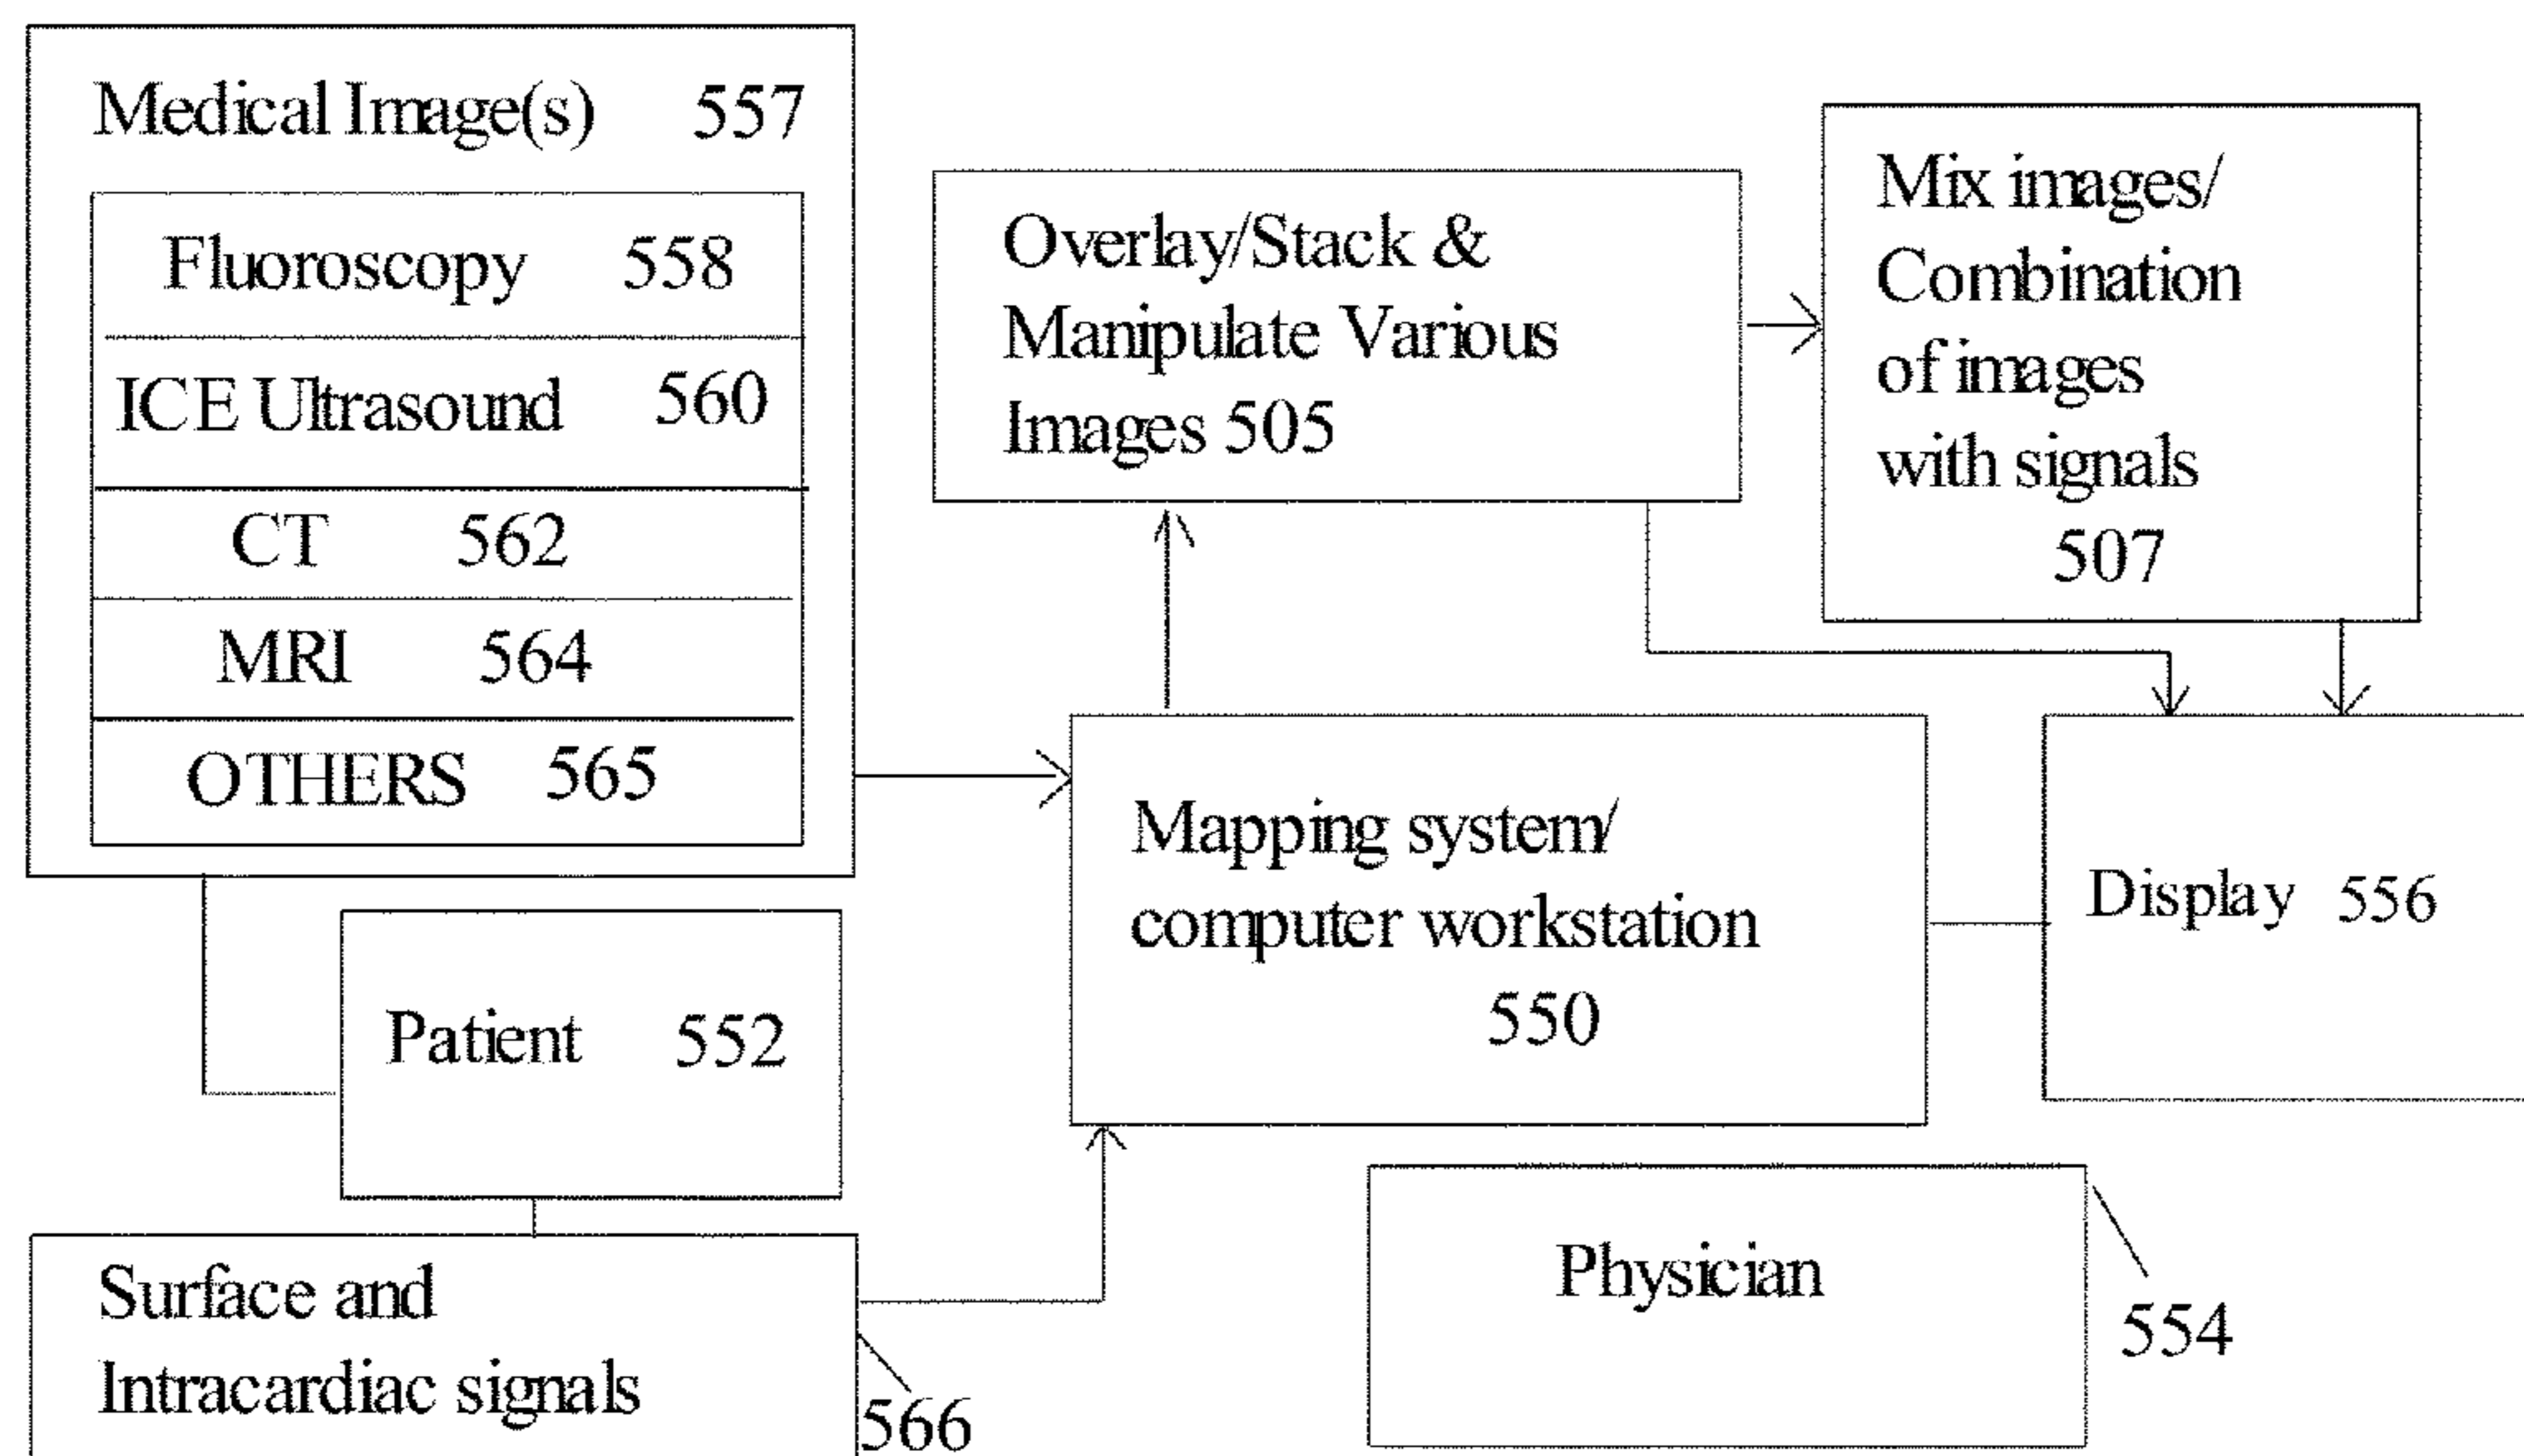 Medical Image(s) 557
Fluoroscopy 558
ICE Ultrasound 560
CT 562
MRI 564
OTHERS 565
Overlay/Stack &
Manipulate Various
Images 505
Mix images/
Combination
of images
with signals
507
Mapping system/
computer workstation
550
Display 556
Patient 552
Surface and
Intracardiac signals
566
Physician
554